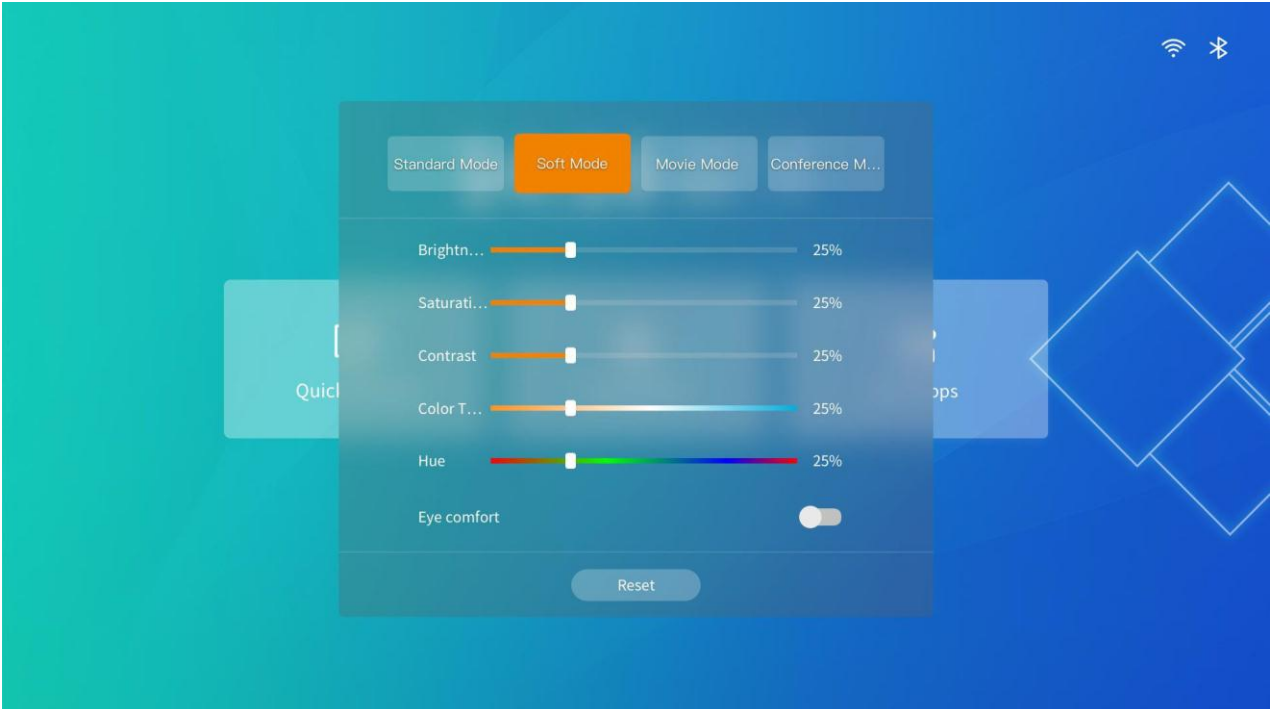 Standard Mode
Soft Mode
Movie Mode
Conference M...
Brightn... 25%
Saturati... 25%
Contrast 25%
Color T... 25%
Hue 25%
Eye comfort
Reset